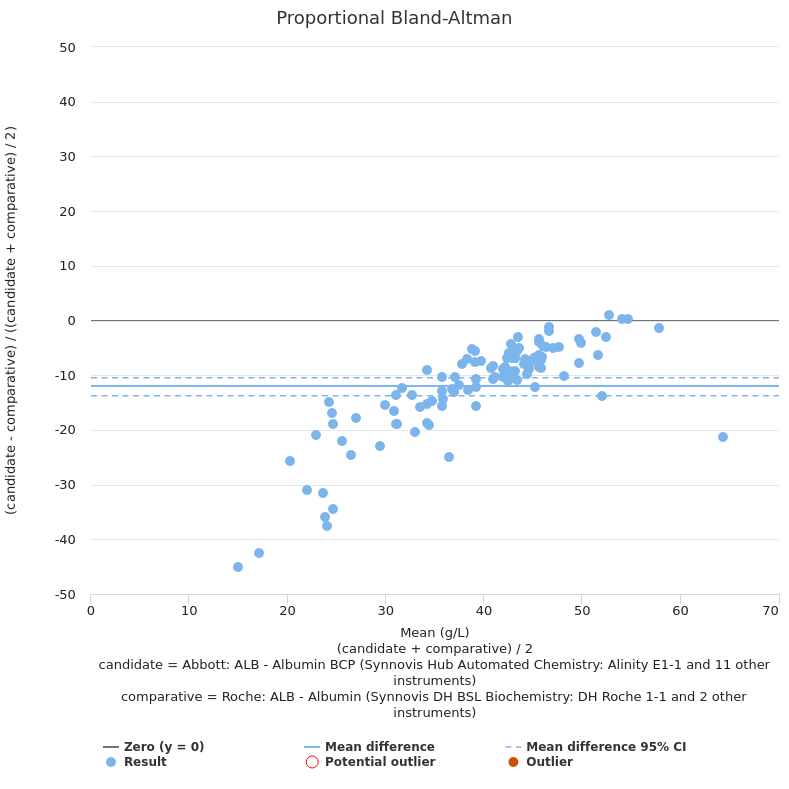 Proportional Bland-Altman
(candidate - comparative) / ((candidate + comparative) / 2)
50
40
30
20
10
0
-10
-20
-30
-40
-50
0 10 20 30 40 50 60 70
Mean (g/L)
(candidate + comparative) / 2
candidate = Abbott: ALB - Albumin BCP (Synnovis Hub Automated Chemistry: Alinity E1-1 and 11 other
instruments)
comparative = Roche: ALB - Albumin (Synnovis DH BSL Biochemistry: DH Roche 1-1 and 2 other
instruments)
Zero (y = 0) Mean difference Mean difference 95% CI
Result Potential outlier Outlier